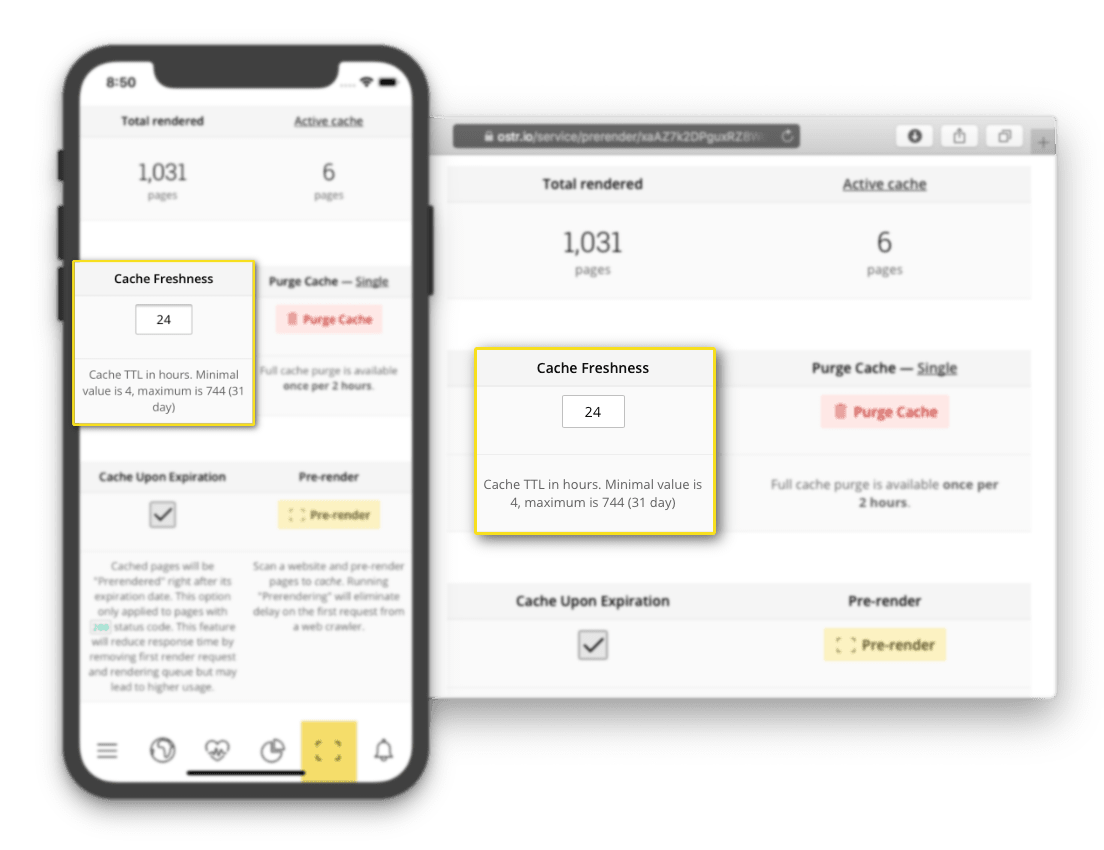 8:50
Total rendered
Active cache
1,031
6
pages
pages
Cache Freshness
Purge Cache — Single
24
Purge Cache
Cache TTL in hours. Minimal
value is 4, maximum is 744 (31
day)
Full cache purge is available
once per 2 hours.
Cache Upon Expiration
Pre-render
Pre-render
Cached pages will be
"Prerendered" right after its
expiration date. This option
only applied to pages with
200 status code. This feature
will reduce response time by
removing first render request
and rendering queue but may
lead to higher usage.
Scan a website and pre-render
pages to cache. Running
"Prerendering" will eliminate
delay on the first request from
a web crawler.
ostr.io/service/prerender/xaAZ7k2DPguxRZ8W
Total rendered
Active cache
1,031
6
pages
pages
Cache Freshness
Purge Cache — Single
24
Purge Cache
Cache TTL in hours. Minimal value is
4, maximum is 744 (31 day)
Full cache purge is available once per
2 hours.
Cache Upon Expiration
Pre-render
Pre-render